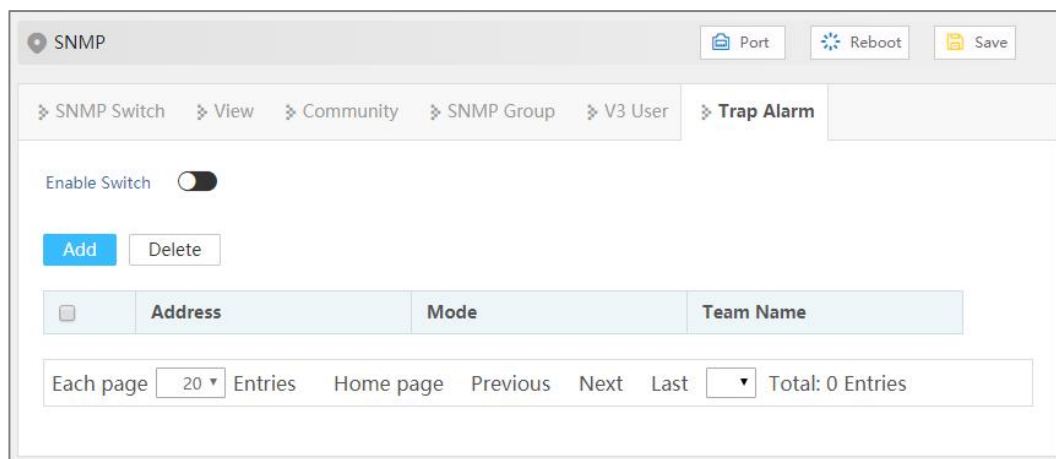 SNMP Port Reboot Save
SNMP Switch View Community SNMP Group V3 User Trap Alarm
Enable Switch
Add Delete
Address Mode Team Name
Each page 20 Entries Home page Previous Next Last Total: 0 Entries